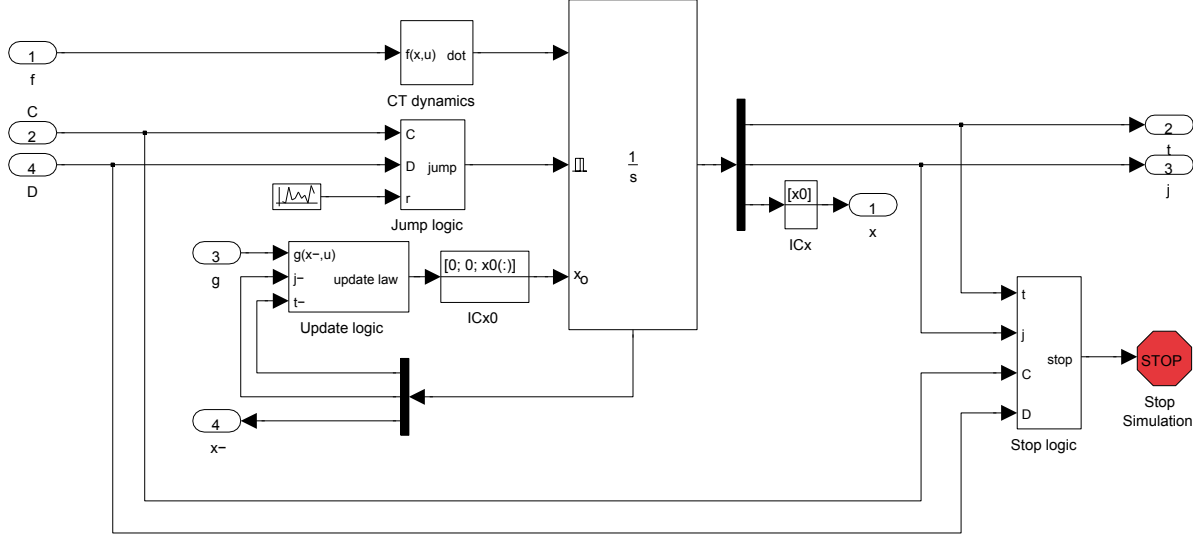 1
f
f(x,u) dot
CT dynamics
C
2
4
D
C
D jump
r
Jump logic
3
g
g(x−,u)
j− update law
t−
Update logic
[0; 0; x0(:)]
ICx0
1
s
xo
4
x−
[x0]
ICx
1
x
2
t
3
j
t
j
stop
C
D
Stop logic
STOP
Stop
Simulation